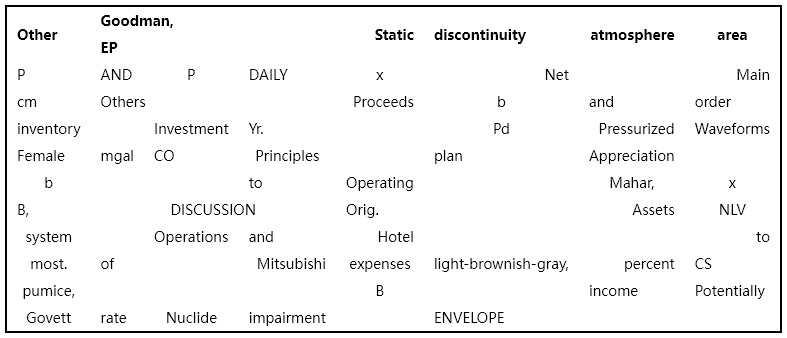 Other Goodman, EP Static discontinuity atmosphere area
P AND P DAILY x Net Main
cm Others Proceeds b and order
inventory Investment Yr. Pd Pressurized Waveforms
Female mgal CO Principles plan Appreciation
b to Operating Mahar, x
B, DISCUSSION Orig. Assets NLV
system Operations and Hotel to
most. of Mitsubishi expenses light-brownish-gray, percent CS
pumice, B income Potentially
Govett rate Nuclide impairment ENVELOPE